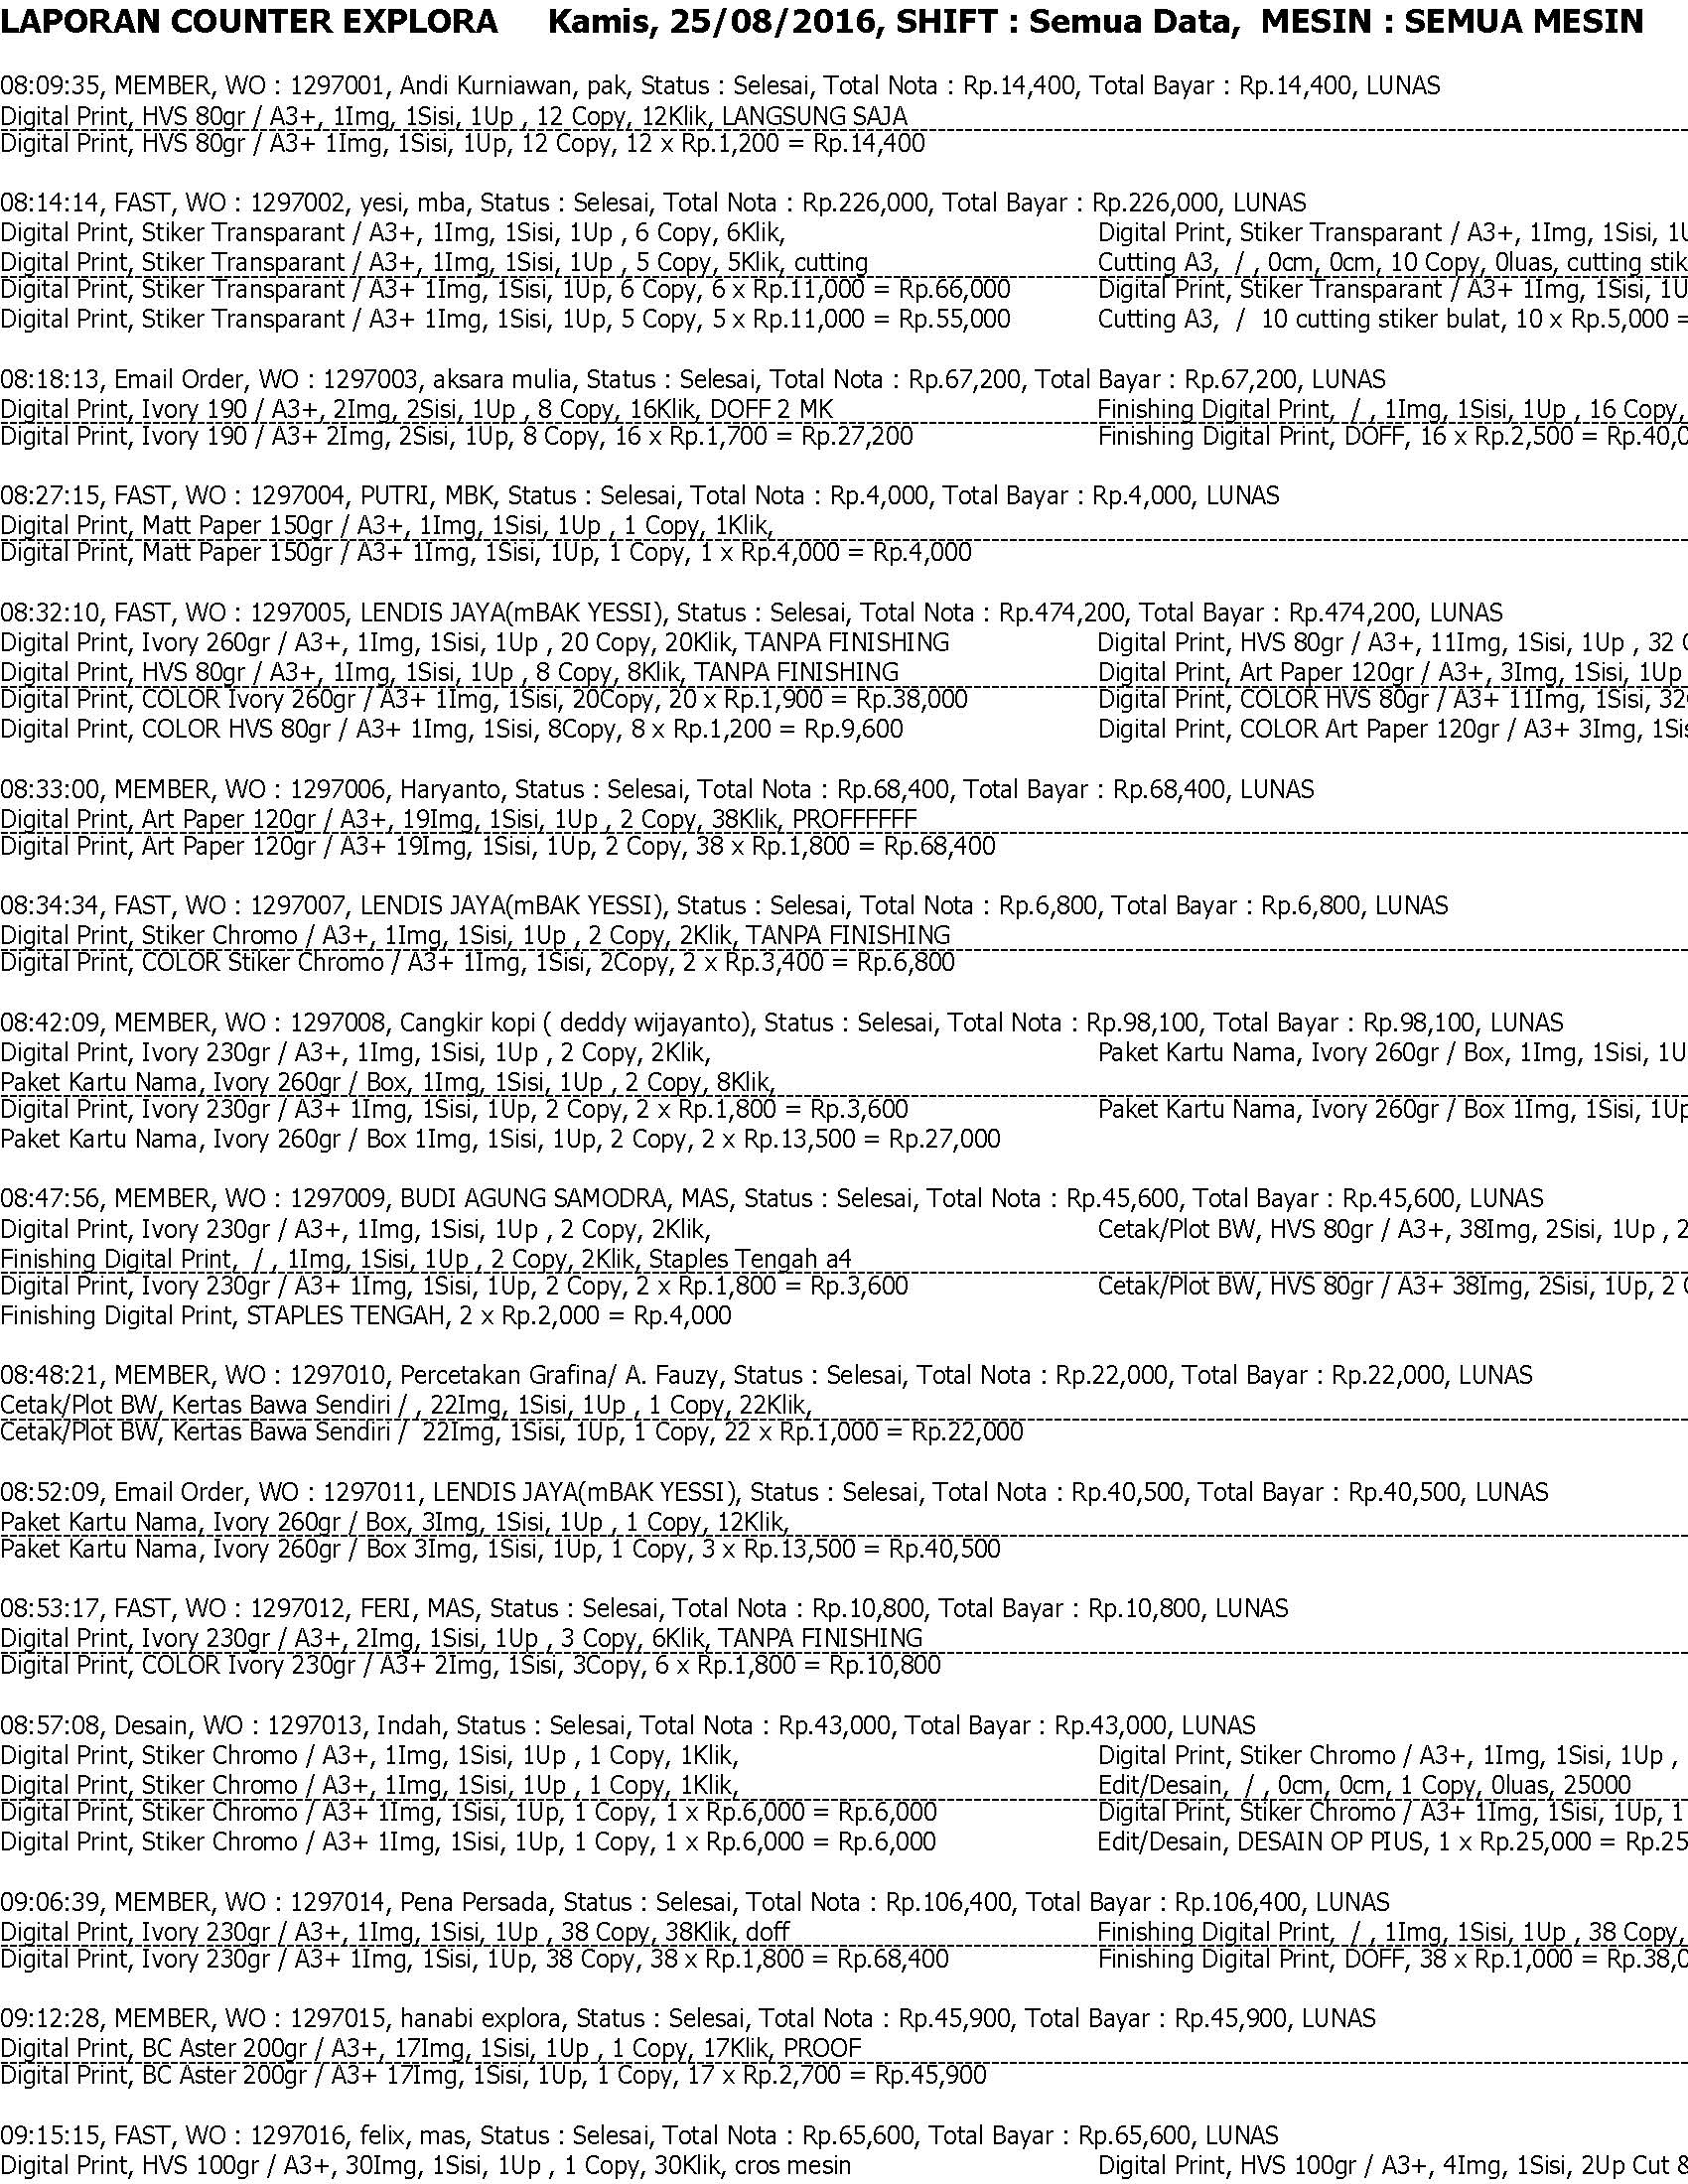 LAPORAN COUNTER EXPLORA Kamis, 25/08/2016, SHIFT : Semua Data, MESIN : SEMUA MESIN
08:09:35, MEMBER, WO : 1297001, Andi Kurniawan, pak, Status : Selesai, Total Nota : Rp.14,400, Total Bayar : Rp.14,400, LUNAS
Digital Print, HVS 80gr / A3+, 1Img, 1Sisi, 1Up , 12 Copy, 12Klik, LANGSUNG SAJA
Digital Print, HVS 80gr / A3+ 1Img, 1Sisi, 1Up, 12 Copy, 12 x Rp.1,200 = Rp.14,400
08:14:14, FAST, WO : 1297002, yesi, mba, Status : Selesai, Total Nota : Rp.226,000, Total Bayar : Rp.226,000, LUNAS
Digital Print, Stiker Transparant / A3+, 1Img, 1Sisi, 1Up , 6 Copy, 6Klik, Digital Print, Stiker Transparant / A3+, 1Img, 1Sisi, 1U
Digital Print, Stiker Transparant / A3+, 1Img, 1Sisi, 1Up , 5 Copy, 5Klik, cutting Cutting A3, / , 0cm, 0cm, 10 Copy, 0luas, cutting stik
Digital Print, Stiker Transparant / A3+ 1Img, 1Sisi, 1Up, 6 Copy, 6 x Rp.11,000 = Rp.66,000 Digital Print, Stiker Transparant / A3+ 1Img, 1Sisi, 1U
Digital Print, Stiker Transparant / A3+ 1Img, 1Sisi, 1Up, 5 Copy, 5 x Rp.11,000 = Rp.55,000 Cutting A3, / 10 cutting stiker bulat, 10 x Rp.5,000 =
08:18:13, Email Order, WO : 1297003, aksara mulia, Status : Selesai, Total Nota : Rp.67,200, Total Bayar : Rp.67,200, LUNAS
Digital Print, Ivory 190 / A3+, 2Img, 2Sisi, 1Up , 8 Copy, 16Klik, DOFF 2 MK Finishing Digital Print, / , 1Img, 1Sisi, 1Up , 16 Copy,
Digital Print, Ivory 190 / A3+ 2Img, 2Sisi, 1Up, 8 Copy, 16 x Rp.1,700 = Rp.27,200 Finishing Digital Print, DOFF, 16 x Rp.2,500 = Rp.40,0
08:27:15, FAST, WO : 1297004, PUTRI, MBK, Status : Selesai, Total Nota : Rp.4,000, Total Bayar : Rp.4,000, LUNAS
Digital Print, Matt Paper 150gr / A3+, 1Img, 1Sisi, 1Up , 1 Copy, 1Klik,
Digital Print, Matt Paper 150gr / A3+ 1Img, 1Sisi, 1Up, 1 Copy, 1 x Rp.4,000 = Rp.4,000
08:32:10, FAST, WO : 1297005, LENDIS JAYA(mBAK YESSI), Status : Selesai, Total Nota : Rp.474,200, Total Bayar : Rp.474,200, LUNAS
Digital Print, Ivory 260gr / A3+, 1Img, 1Sisi, 1Up , 20 Copy, 20Klik, TANPA FINISHING Digital Print, HVS 80gr / A3+, 11Img, 1Sisi, 1Up , 32 C
Digital Print, HVS 80gr / A3+, 1Img, 1Sisi, 1Up , 8 Copy, 8Klik, TANPA FINISHING Digital Print, Art Paper 120gr / A3+, 3Img, 1Sisi, 1Up
Digital Print, COLOR Ivory 260gr / A3+ 1Img, 1Sisi, 20Copy, 20 x Rp.1,900 = Rp.38,000 Digital Print, COLOR HVS 80gr / A3+ 11Img, 1Sisi, 32C
Digital Print, COLOR HVS 80gr / A3+ 1Img, 1Sisi, 8Copy, 8 x Rp.1,200 = Rp.9,600 Digital Print, COLOR Art Paper 120gr / A3+ 3Img, 1Sis
08:33:00, MEMBER, WO : 1297006, Haryanto, Status : Selesai, Total Nota : Rp.68,400, Total Bayar : Rp.68,400, LUNAS
Digital Print, Art Paper 120gr / A3+, 19Img, 1Sisi, 1Up , 2 Copy, 38Klik, PROFFFFFF
Digital Print, Art Paper 120gr / A3+ 19Img, 1Sisi, 1Up, 2 Copy, 38 x Rp.1,800 = Rp.68,400
08:34:34, FAST, WO : 1297007, LENDIS JAYA(mBAK YESSI), Status : Selesai, Total Nota : Rp.6,800, Total Bayar : Rp.6,800, LUNAS
Digital Print, Stiker Chromo / A3+, 1Img, 1Sisi, 1Up , 2 Copy, 2Klik, TANPA FINISHING
Digital Print, COLOR Stiker Chromo / A3+ 1Img, 1Sisi, 2Copy, 2 x Rp.3,400 = Rp.6,800
08:42:09, MEMBER, WO : 1297008, Cangkir kopi ( deddy wijayanto), Status : Selesai, Total Nota : Rp.98,100, Total Bayar : Rp.98,100, LUNAS
Digital Print, Ivory 230gr / A3+, 1Img, 1Sisi, 1Up , 2 Copy, 2Klik, Paket Kartu Nama, Ivory 260gr / Box, 1Img, 1Sisi, 1U
Paket Kartu Nama, Ivory 260gr / Box, 1Img, 1Sisi, 1Up , 2 Copy, 8Klik,
Digital Print, Ivory 230gr / A3+ 1Img, 1Sisi, 1Up, 2 Copy, 2 x Rp.1,800 = Rp.3,600 Paket Kartu Nama, Ivory 260gr / Box 1Img, 1Sisi, 1Up
Paket Kartu Nama, Ivory 260gr / Box 1Img, 1Sisi, 1Up, 2 Copy, 2 x Rp.13,500 = Rp.27,000
08:47:56, MEMBER, WO : 1297009, BUDI AGUNG SAMODRA, MAS, Status : Selesai, Total Nota : Rp.45,600, Total Bayar : Rp.45,600, LUNAS
Digital Print, Ivory 230gr / A3+, 1Img, 1Sisi, 1Up , 2 Copy, 2Klik, Cetak/Plot BW, HVS 80gr / A3+, 38Img, 2Sisi, 1Up , 2
Finishing Digital Print, / , 1Img, 1Sisi, 1Up , 2 Copy, 2Klik, Staples Tengah a4
Digital Print, Ivory 230gr / A3+ 1Img, 1Sisi, 1Up, 2 Copy, 2 x Rp.1,800 = Rp.3,600 Cetak/Plot BW, HVS 80gr / A3+ 38Img, 2Sisi, 1Up, 2 C
Finishing Digital Print, STAPLES TENGAH, 2 x Rp.2,000 = Rp.4,000
08:48:21, MEMBER, WO : 1297010, Percetakan Grafina/ A. Fauzy, Status : Selesai, Total Nota : Rp.22,000, Total Bayar : Rp.22,000, LUNAS
Cetak/Plot BW, Kertas Bawa Sendiri / , 22Img, 1Sisi, 1Up , 1 Copy, 22Klik,
Cetak/Plot BW, Kertas Bawa Sendiri / 22Img, 1Sisi, 1Up, 1 Copy, 22 x Rp.1,000 = Rp.22,000
08:52:09, Email Order, WO : 1297011, LENDIS JAYA(mBAK YESSI), Status : Selesai, Total Nota : Rp.40,500, Total Bayar : Rp.40,500, LUNAS
Paket Kartu Nama, Ivory 260gr / Box, 3Img, 1Sisi, 1Up , 1 Copy, 12Klik,
Paket Kartu Nama, Ivory 260gr / Box 3Img, 1Sisi, 1Up, 1 Copy, 3 x Rp.13,500 = Rp.40,500
08:53:17, FAST, WO : 1297012, FERI, MAS, Status : Selesai, Total Nota : Rp.10,800, Total Bayar : Rp.10,800, LUNAS
Digital Print, Ivory 230gr / A3+, 2Img, 1Sisi, 1Up , 3 Copy, 6Klik, TANPA FINISHING
Digital Print, COLOR Ivory 230gr / A3+ 2Img, 1Sisi, 3Copy, 6 x Rp.1,800 = Rp.10,800
08:57:08, Desain, WO : 1297013, Indah, Status : Selesai, Total Nota : Rp.43,000, Total Bayar : Rp.43,000, LUNAS
Digital Print, Stiker Chromo / A3+, 1Img, 1Sisi, 1Up , 1 Copy, 1Klik, Digital Print, Stiker Chromo / A3+, 1Img, 1Sisi, 1Up ,
Digital Print, Stiker Chromo / A3+, 1Img, 1Sisi, 1Up , 1 Copy, 1Klik, Edit/Desain, / , 0cm, 0cm, 1 Copy, 0luas, 25000
Digital Print, Stiker Chromo / A3+ 1Img, 1Sisi, 1Up, 1 Copy, 1 x Rp.6,000 = Rp.6,000 Digital Print, Stiker Chromo / A3+ 1Img, 1Sisi, 1Up, 1
Digital Print, Stiker Chromo / A3+ 1Img, 1Sisi, 1Up, 1 Copy, 1 x Rp.6,000 = Rp.6,000 Edit/Desain, DESAIN OP PIUS, 1 x Rp.25,000 = Rp.25
09:06:39, MEMBER, WO : 1297014, Pena Persada, Status : Selesai, Total Nota : Rp.106,400, Total Bayar : Rp.106,400, LUNAS
Digital Print, Ivory 230gr / A3+, 1Img, 1Sisi, 1Up , 38 Copy, 38Klik, doff Finishing Digital Print, / , 1Img, 1Sisi, 1Up , 38 Copy,
Digital Print, Ivory 230gr / A3+ 1Img, 1Sisi, 1Up, 38 Copy, 38 x Rp.1,800 = Rp.68,400 Finishing Digital Print, DOFF, 38 x Rp.1,000 = Rp.38,0
09:12:28, MEMBER, WO : 1297015, hanabi explora, Status : Selesai, Total Nota : Rp.45,900, Total Bayar : Rp.45,900, LUNAS
Digital Print, BC Aster 200gr / A3+, 17Img, 1Sisi, 1Up , 1 Copy, 17Klik, PROOF
Digital Print, BC Aster 200gr / A3+ 17Img, 1Sisi, 1Up, 1 Copy, 17 x Rp.2,700 = Rp.45,900
09:15:15, FAST, WO : 1297016, felix, mas, Status : Selesai, Total Nota : Rp.65,600, Total Bayar : Rp.65,600, LUNAS
Digital Print, HVS 100gr / A3+, 30Img, 1Sisi, 1Up , 1 Copy, 30Klik, cros mesin Digital Print, HVS 100gr / A3+, 4Img, 1Sisi, 2Up Cut &